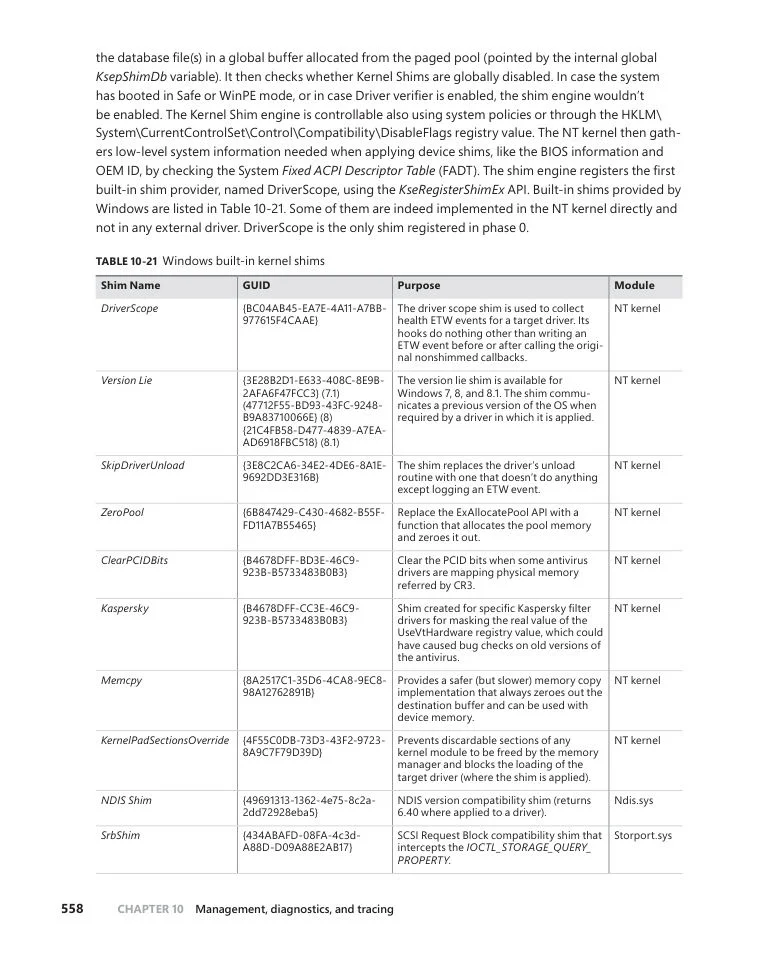 the database file(s) in a global buffer allocated from the paged pool (pointed by the internal global
KsepShimDb variable). It then checks whether Kernel Shims are globally disabled. In case the system
has booted in Safe or WinPE mode, or in case Driver verifier is enabled, the shim engine wouldn't
be enabled. The Kernel Shim engine is controllable also using system policies or through the HKLM\
System\CurrentControlSet\Control\Compatibility\DisableFlags registry value. The NT kernel then gath-
ers low-level system information needed when applying device shims, like the BIOS information and
OEM ID, by checking the System Fixed ACPI Descriptor Table (FADT). The shim engine registers the first
built-in shim provider, named DriverScope, using the KseRegisterShimEx API. Built-in shims provided by
Windows are listed in Table 10-21. Some of them are indeed implemented in the NT kernel directly and
not in any external driver. DriverScope is the only shim registered in phase 0.
TABLE 10-21 Windows built-in kernel shims
Shim Name GUID Purpose Module
DriverScope {BC04AB45-EA7E-4A11-A7BB- The driver scope shim is used to collect NT kernel
977615F4CAAE} health ETW events for a target driver. Its
hooks do nothing other than writing an
ETW event before or after calling the origi-
nal nonshimmed callbacks.
Version Lie {3E28B2D1-E633-408C-8E9B- The version lie shim is available for NT kernel
2AFA6F47FCC3} (7.1) Windows 7, 8, and 8.1. The shim commu-
(47712F55-BD93-43FC-9248- nicates a previous version of the OS when
B9A83710066E} (8) required by a driver in which it is applied.
{21C4FB58-D477-4839-A7EA-
AD6918FBC518} (8.1)
SkipDriverUnload {3E8C2CA6-34E2-4DE6-8A1E- The shim replaces the driver's unload NT kernel
9692DD3E316B} routine with one that doesn't do anything
except logging an ETW event.
ZeroPool {6B847429-C430-4682-B55F- Replace the ExAllocatePool API with a NT kernel
FD11A7B55465} function that allocates the pool memory
and zeroes it out.
ClearPCIDBits {B4678DFF-BD3E-46C9- Clear the PCID bits when some antivirus NT kernel
923B-B5733483B0B3} drivers are mapping physical memory
referred by CR3.
Kaspersky {B4678DFF-CC3E-46C9- Shim created for specific Kaspersky filter NT kernel
923B-B5733483B0B3} drivers for masking the real value of the
UseVtHardware registry value, which could
have caused bug checks on old versions of
the antivirus.
Memcpy {8A2517C1-35D6-4CA8-9EC8- Provides a safer (but slower) memory copy NT kernel
98A12762891B} implementation that always zeroes out the
destination buffer and can be used with
device memory.
KernelPadSectionsOverride {4F55C0DB-73D3-43F2-9723- Prevents discardable sections of any NT kernel
8A9C7F79D39D} kernel module to be freed by the memory
manager and blocks the loading of the
target driver (where the shim is applied).
NDIS Shim {49691313-1362-4e75-8c2a- NDIS version compatibility shim (returns Ndis.sys
2dd72928eba5} 6.40 where applied to a driver).
SrbShim {434ABAFD-08FA-4c3d- SCSI Request Block compatibility shim that Storport.sys
A88D-D09A88E2AB17} intercepts the IOCTL_STORAGE_QUERY_
PROPERTY.
558 CHAPTER 10 Management, diagnostics, and tracing